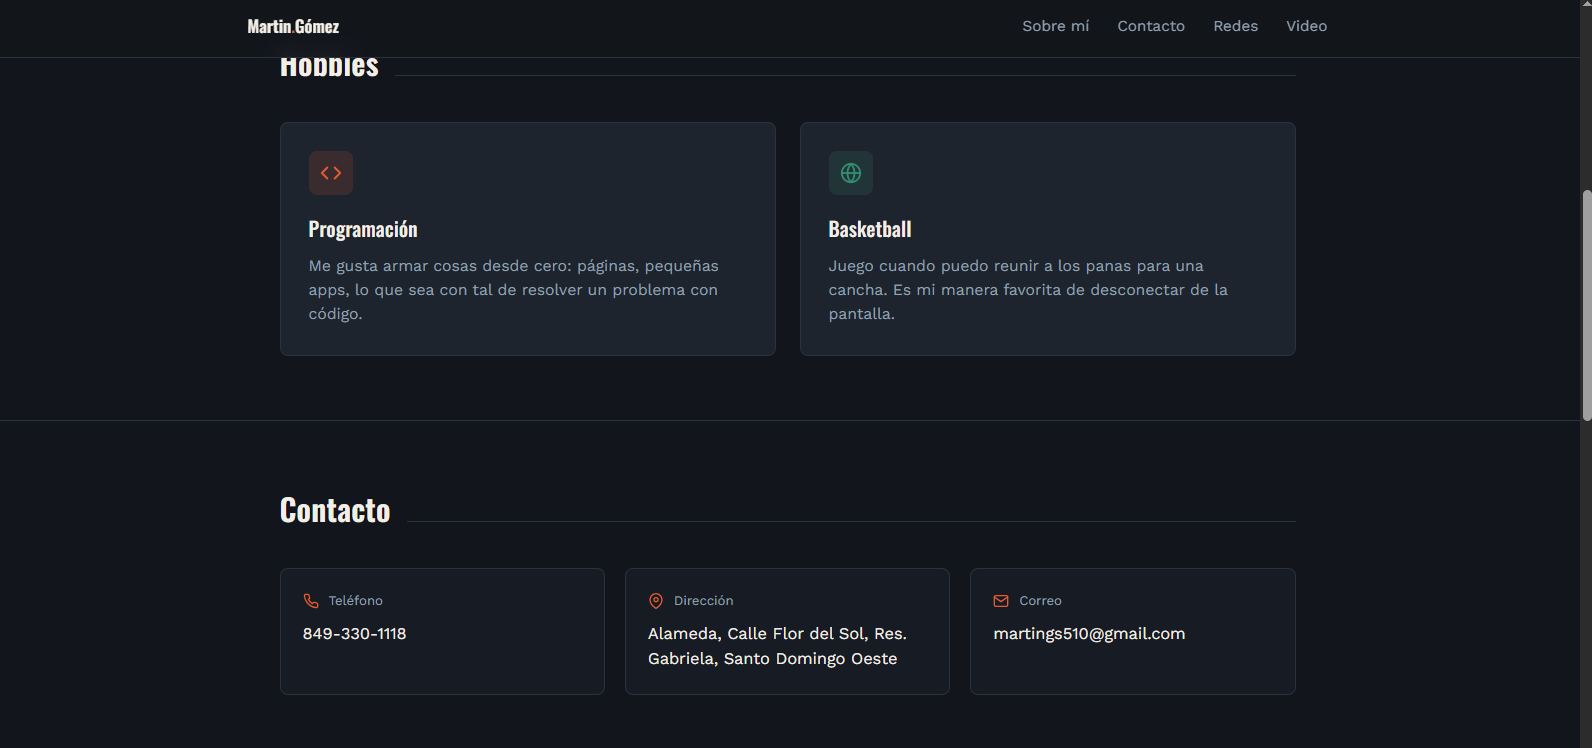 Martin.Gómez
Sobre mí Contacto Redes Video
Hobbies
Programación
Me gusta armar cosas desde cero: páginas, pequeñas
apps, lo que sea con tal de resolver un problema con
código.
Basketball
Juego cuando puedo reunir a los panas para una
cancha. Es mi manera favorita de desconectar de la
pantalla.
Contacto
Teléfono
849-330-1118
Dirección
Alameda, Calle Flor del Sol, Res.
Gabriela, Santo Domingo Oeste
Correo
martings510@gmail.com